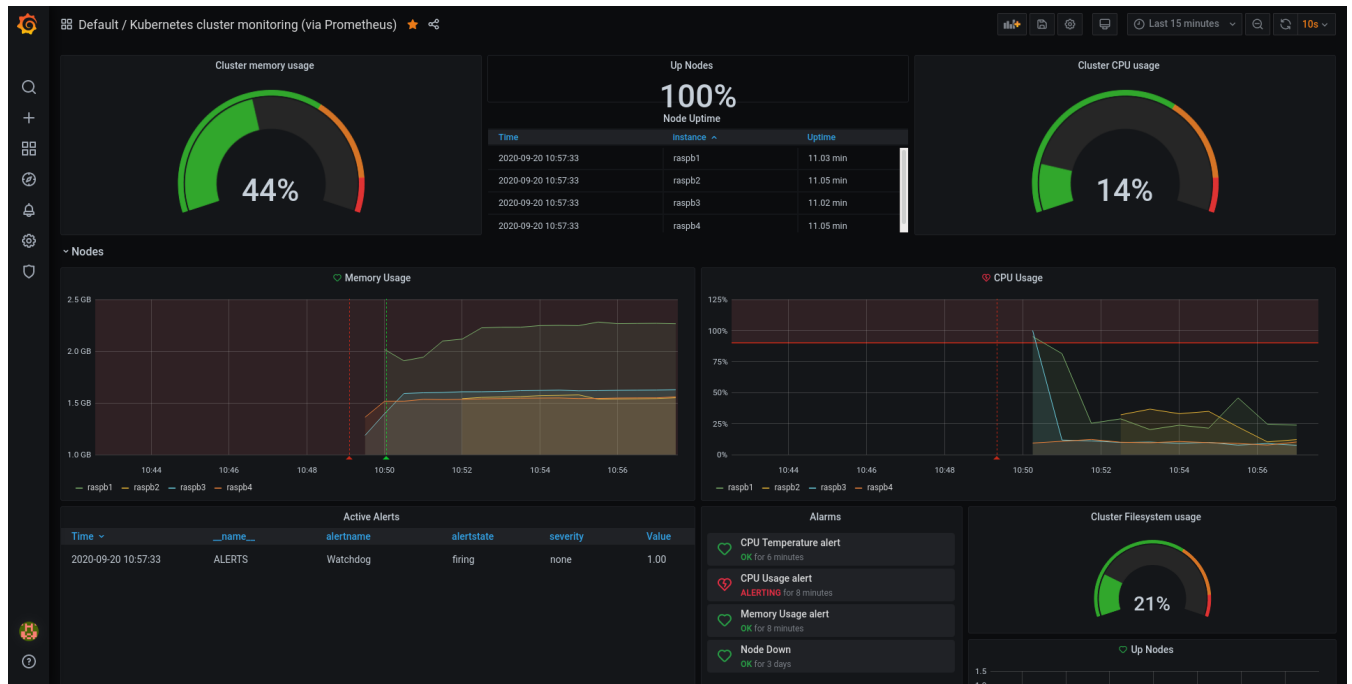 Default / Kubernetes cluster monitoring (via Prometheus)
Last 15 minutes
10s
Cluster memory usage
44%
Up Nodes
100%
Node Uptime
Time instance Uptime
2020-09-20 10:57:33 raspb1 11.03 min
2020-09-20 10:57:33 raspb2 11.05 min
2020-09-20 10:57:33 raspb3 11.02 min
2020-09-20 10:57:33 raspb4 11.05 min
Cluster CPU usage
14%
Nodes
Memory Usage
2.5 GB
2.0 GB
1.5 GB
1.0 GB
10:44 10:46 10:48 10:50 10:52 10:54 10:56
raspb1 raspb2 raspb3 raspb4
CPU Usage
125%
100%
75%
50%
25%
0%
10:44 10:46 10:48 10:50 10:52 10:54 10:56
raspb1 raspb2 raspb3 raspb4
Active Alerts
Time __name__ alertname alertstate severity Value
2020-09-20 10:57:33 ALERTS Watchdog firing none 1.00
Alarms
CPU Temperature alert
OK for 6 minutes
CPU Usage alert
ALERTING for 8 minutes
Memory Usage alert
OK for 8 minutes
Node Down
OK for 3 days
Cluster Filesystem usage
21%
Up Nodes
1.5